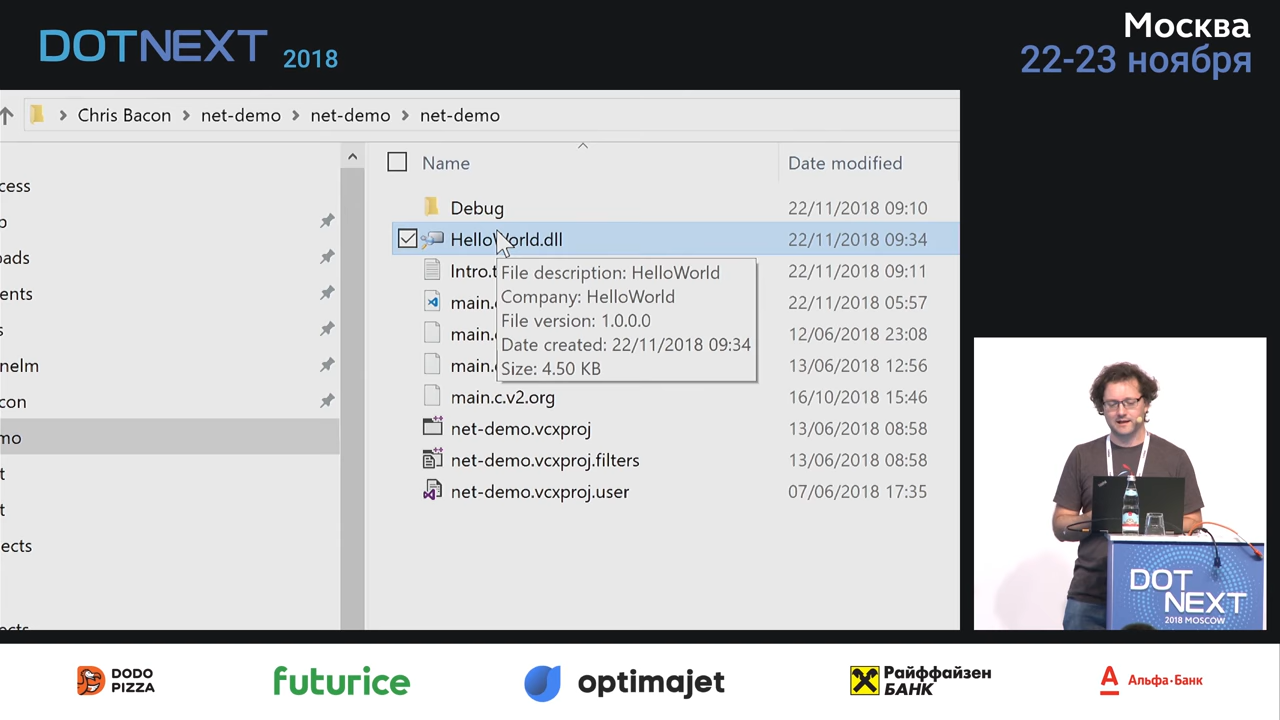 DOTNEXT 2018
Москва
22-23 ноября
Chris Bacon > net-demo > net-demo > net-demo
Name
Date modified
cess
p
oads
ents
s
nelm
con
mo
t
t
ects
ects
Debug 22/11/2018 09:10
HelloWorld.dll 22/11/2018 09:34
Intro.t 22/11/2018 09:11
main. 22/11/2018 05:57
main. 12/06/2018 23:08
main. 13/06/2018 12:56
main.c.v2.org 16/10/2018 15:46
net-demo.vcxproj 13/06/2018 08:58
net-demo.vcxproj.filters 13/06/2018 08:58
net-demo.vcxproj.user 07/06/2018 17:35
File description: HelloWorld
Company: HelloWorld
File version: 1.0.0.0
Date created: 22/11/2018 09:34
Size: 4.50 KB
DOT
NEXT
2018 MOSCOW
DODO
PIZZA
futurice
optimajet
Райффайзен
БАНК
Альфа·Банк